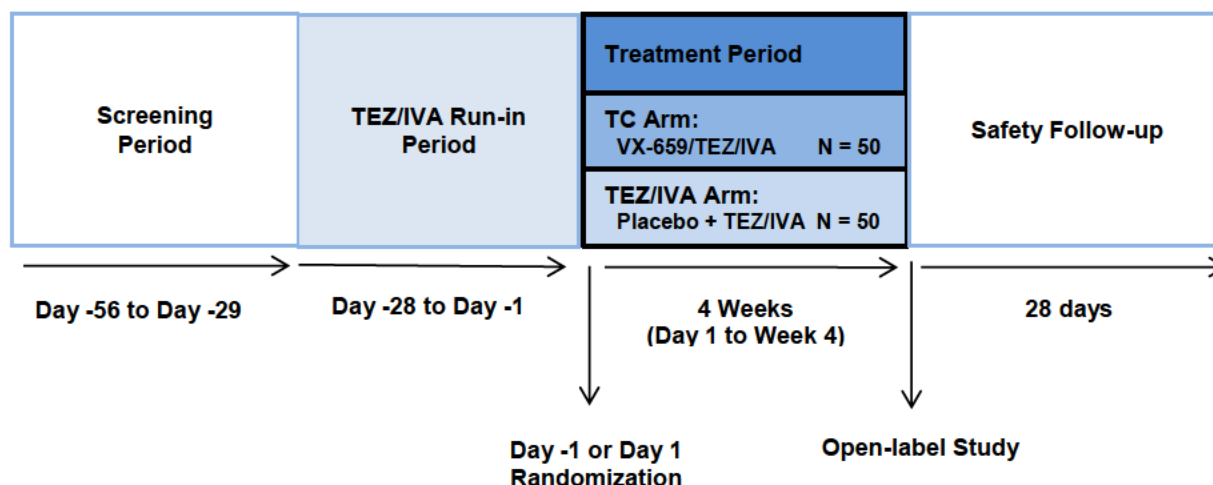 Screening
Period
TEZ/IVA Run-in
Period
Treatment Period
TC Arm:
VX-659/TEZ/IVA N = 50
TEZ/IVA Arm:
Placebo + TEZ/IVA N = 50
Safety Follow-up
Day -56 to Day -29
Day -28 to Day -1
4 Weeks
(Day 1 to Week 4)
28 days
Day -1 or Day 1
Randomization
Open-label Study